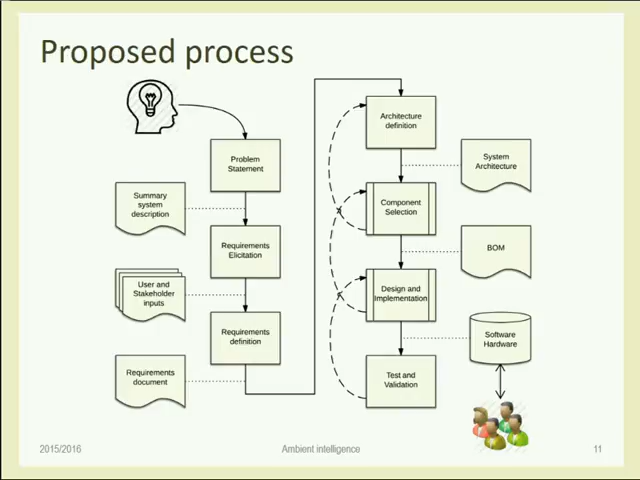 Proposed process
Problem
Statement
Summary
system
description
Requirements
Elicitation
User and
Stakeholder
inputs
Requirements
definition
Requirements
document
Architecture
definition
System
Architecture
Component
Selection
BOM
Design and
Implementation
Software
Hardware
Test and
Validation
2015/2016
Ambient intelligence
11